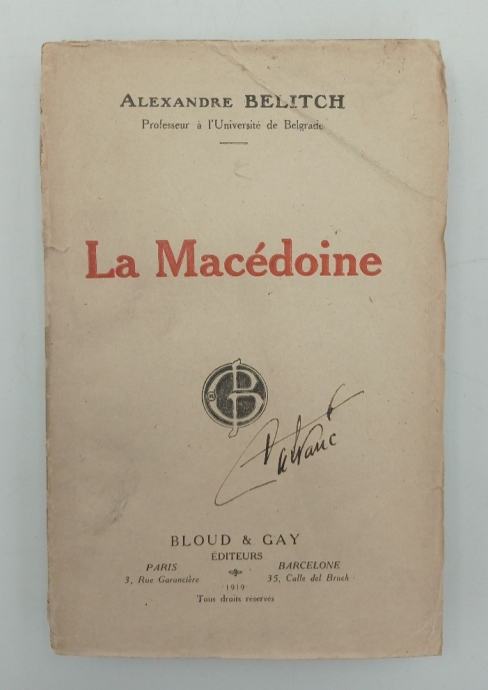 ALEXANDRE BELITCH
Professeur à l'Université de Belgrade
La Macédoine
BLOUD & GAY
ÉDITEURS
PARIS
3, Rue Garancière
BARCELONE
35, Calle del Bruch
1919
Tous droits réservés